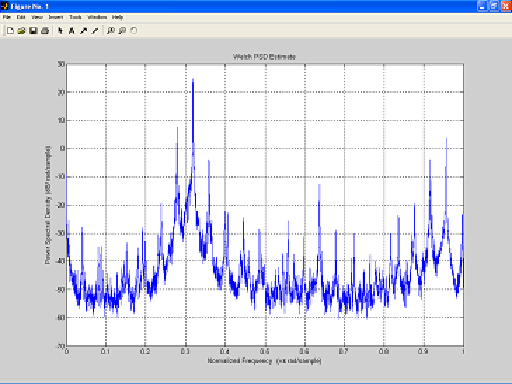 Figure No. 1
File Edit View Insert Tools Window Help
Welch PSD Estimate
Power Spectral Density (dB/ rad/sample)
30
20
10
0
-10
-20
-30
-40
-50
-60
-70
0 0.1 0.2 0.3 0.4 0.5 0.6 0.7 0.8 0.9 1
Normalized Frequency (×π rad/sample)